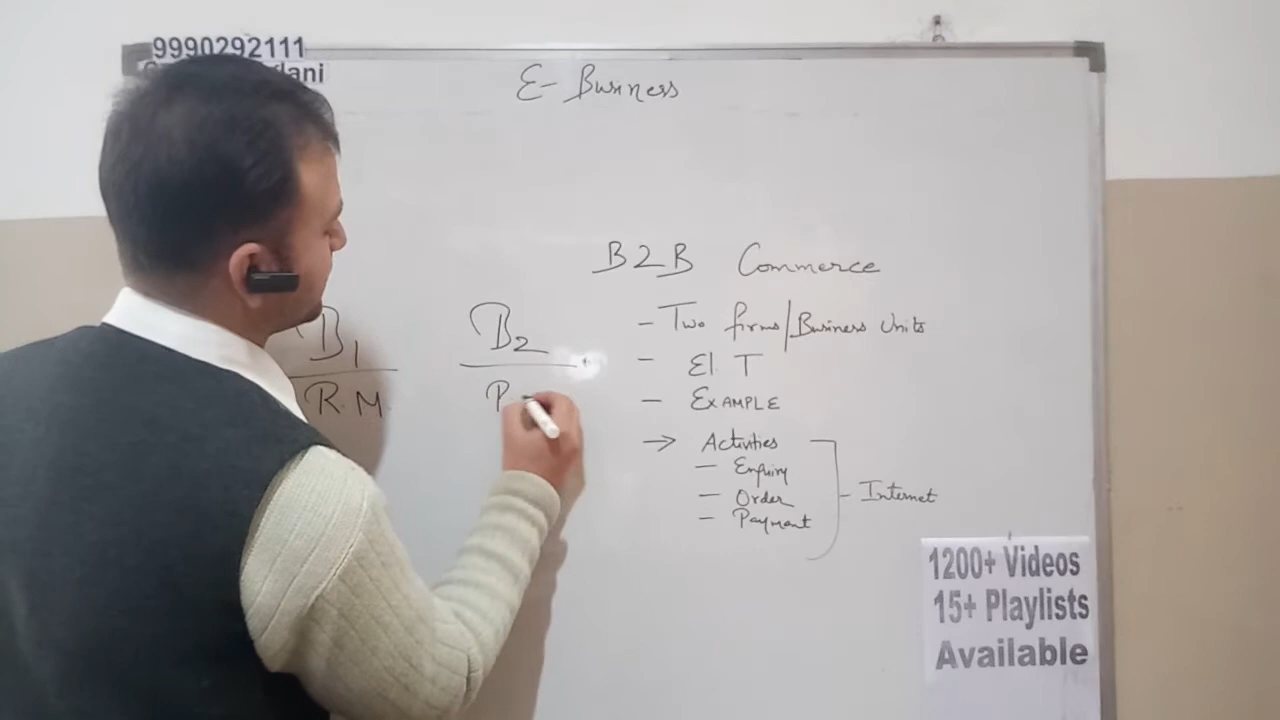 9990292111
E-Business
B2B Commerce
- Two firms/Business Units
- El. T
- EXAMPLE
→ Activities
- Enquiry
- Order
- Payment
- Internet
B1
R.M
B2
P
1200+ Videos
15+ Playlists
Available